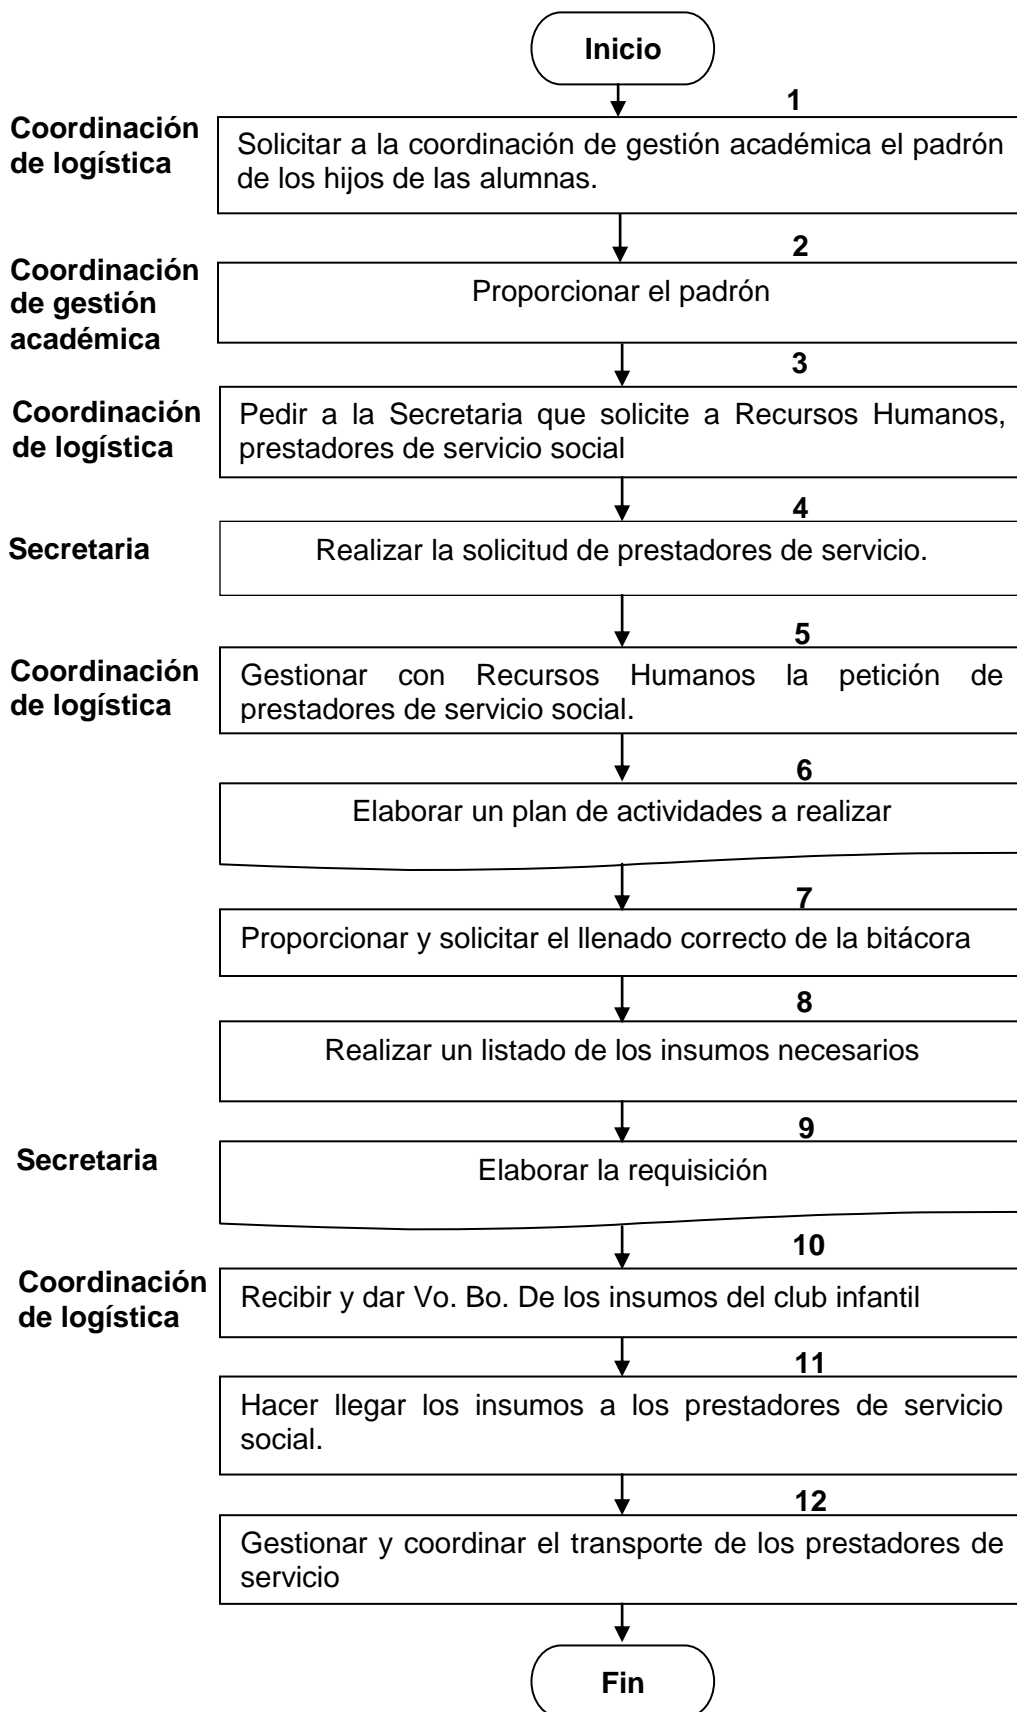 Inicio
1
Coordinación
de logística
Solicitar a la coordinación de gestión académica el padrón
de los hijos de las alumnas.
2
Coordinación
de gestión
académica
Proporcionar el padrón
3
Coordinación
de logística
Pedir a la Secretaria que solicite a Recursos Humanos,
prestadores de servicio social
4
Secretaria
Realizar la solicitud de prestadores de servicio.
5
Coordinación
de logística
Gestionar con Recursos Humanos la petición de
prestadores de servicio social.
6
Elaborar un plan de actividades a realizar
7
Proporcionar y solicitar el llenado correcto de la bitácora
8
Realizar un listado de los insumos necesarios
9
Secretaria
Elaborar la requisición
10
Coordinación
de logística
Recibir y dar Vo. Bo. De los insumos del club infantil
11
Hacer llegar los insumos a los prestadores de servicio
social.
12
Gestionar y coordinar el transporte de los prestadores de
servicio
Fin